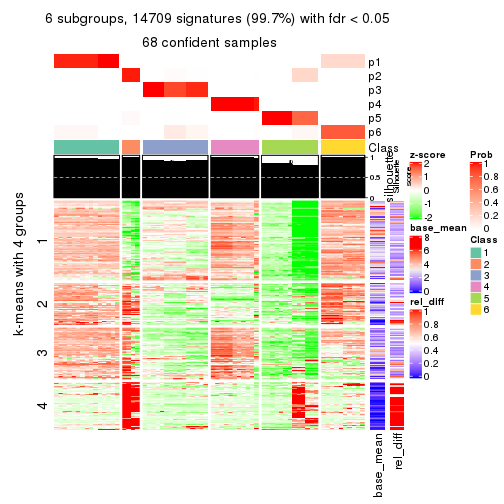 6 subgroups, 14709 signatures (99.7%) with fdr < 0.05
68 confident samples
p1
p2
p3
p4
p5
p6
Class
1
0.5
0
silhouette
Silhouette
score
k-means with 4 groups
1
2
3
4
base_mean
rel_diff
z-score
2
1
0
-1
-2
base_mean
8
6
4
2
0
rel_diff
1
0.8
0.6
0.4
0.2
0
Prob
1
0.8
0.6
0.4
0.2
0
Class
1
2
3
4
5
6